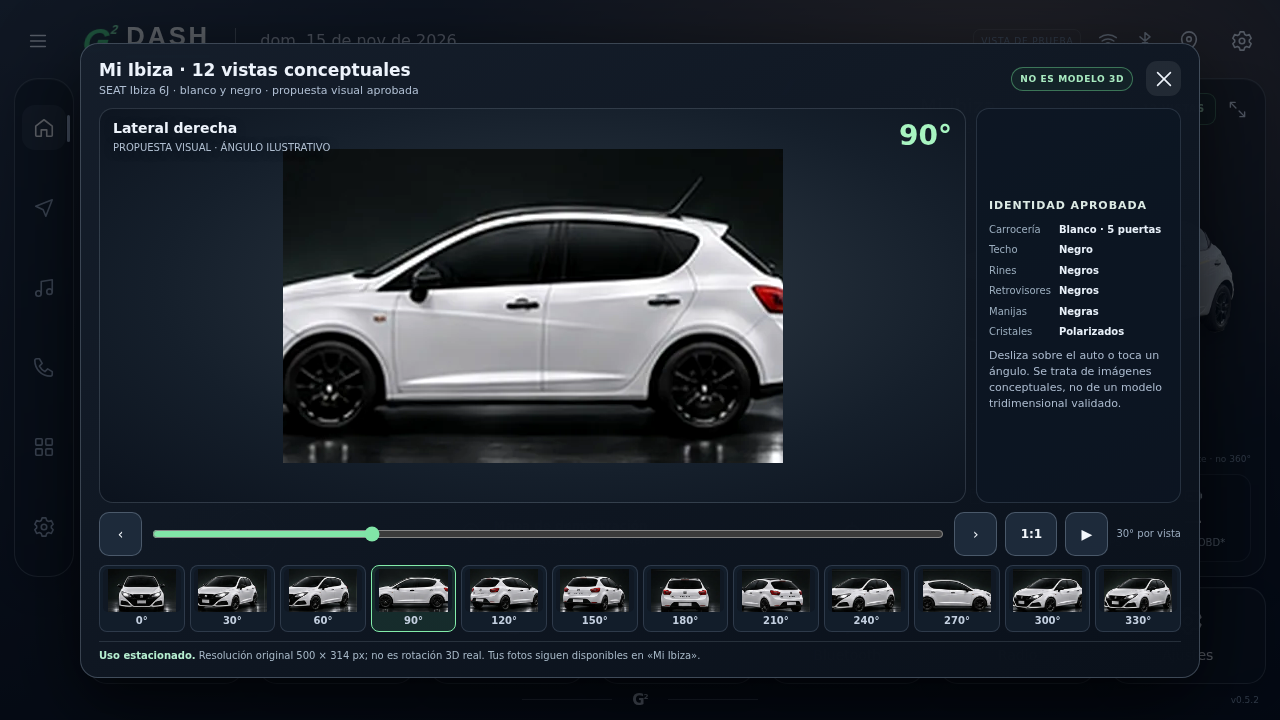 G² DASH
dom, 15 de nov de 2026
VISTA DE PRUEBA
Mi Ibiza · 12 vistas conceptuales
SEAT Ibiza 6J · blanco y negro · propuesta visual aprobada
NO ES MODELO 3D
Lateral derecha
PROPUESTA VISUAL · ÁNGULO ILUSTRATIVO
90°
IDENTIDAD APROBADA
Carrocería Blanco · 5 puertas
Techo Negro
Rines Negros
Retrovisores Negros
Manijas Negras
Cristales Polarizados
Desliza sobre el auto o toca un
ángulo. Se trata de imágenes
conceptuales, no de un modelo
tridimensional validado.
· no 360°
OBD*
‹
›
1:1
▶
30° por vista
0°
30°
60°
90°
120°
150°
180°
210°
240°
270°
300°
330°
Uso estacionado. Resolución original 500 × 314 px; no es rotación 3D real. Tus fotos siguen disponibles en «Mi Ibiza».
G²
v0.5.2